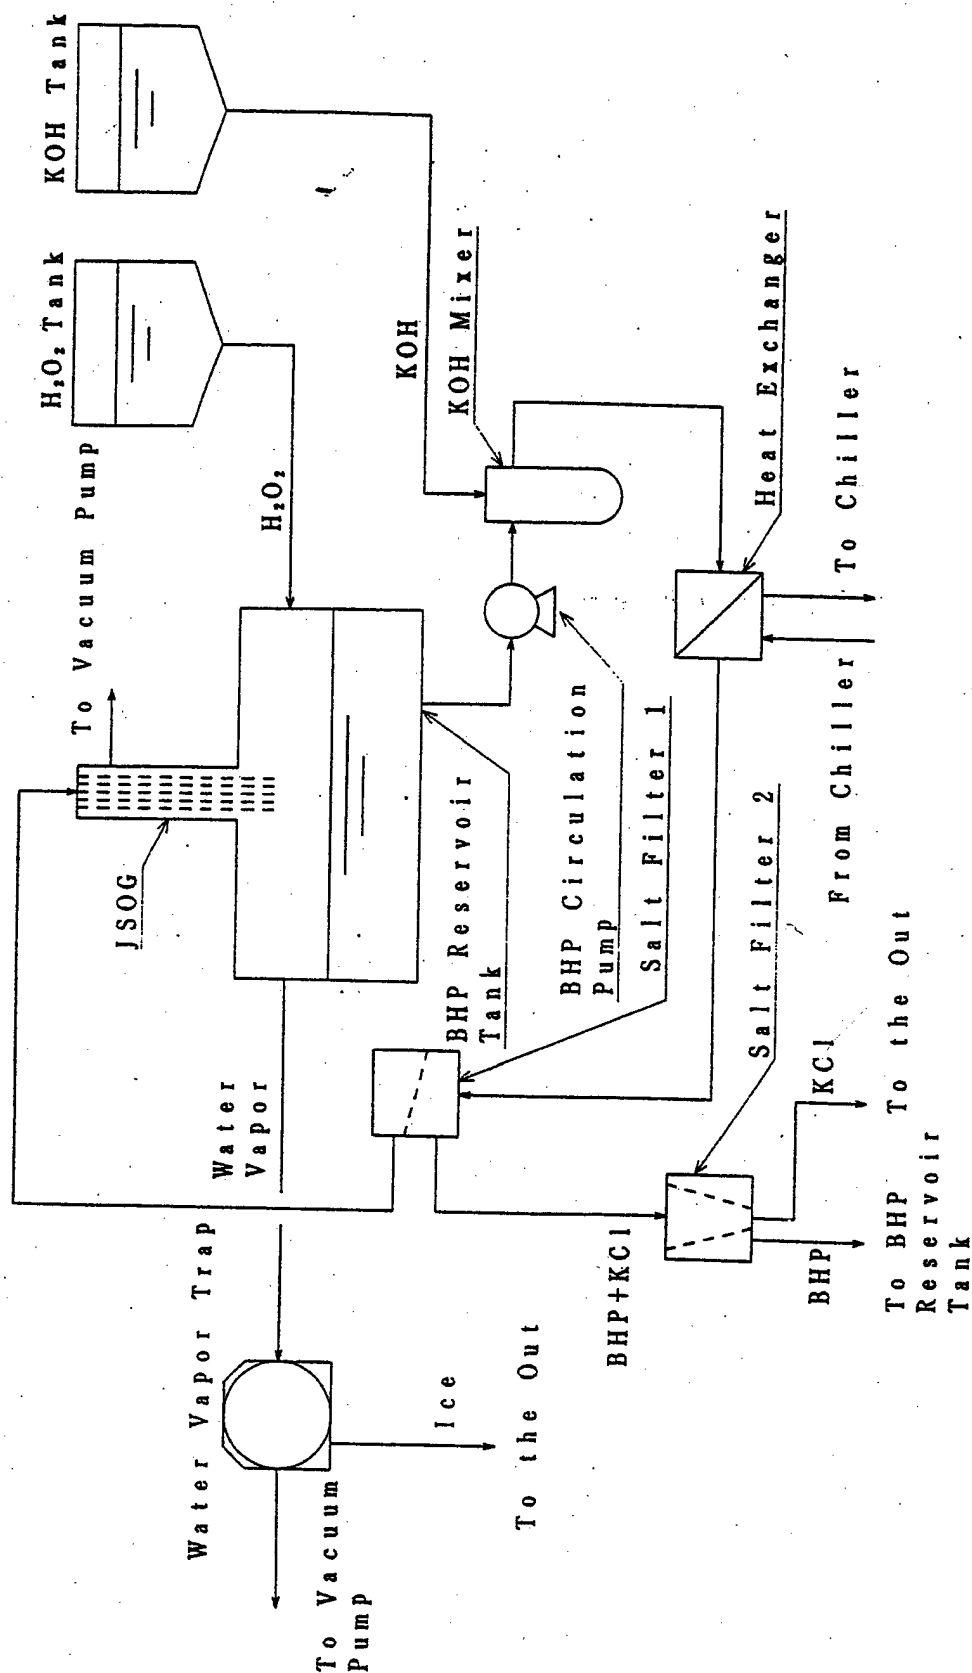 KOH Tank
H₂O₂ Tank
To Vacuum Pump
JSOG
H₂O₂
KOH
KOH Mixer
Heat Exchanger
To Chiller
From Chiller
BHP Reservoir
Tank
BHP Circulation
Pump
Salt Filter 1
Salt Filter 2
Water
Vapor
Water Vapor Trap
To Vacuum
Pump
Ice
To the Out
BHP+KCl
BHP
KCl
To BHP
Reservoir
Tank
To the Out